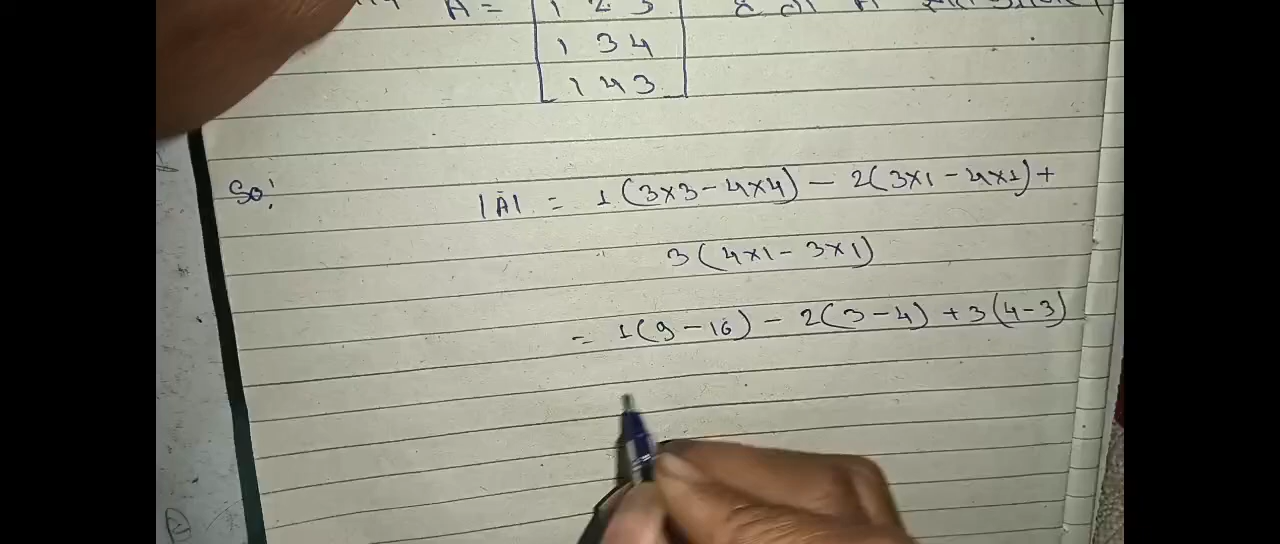 A = 1 2 3
1 3 4
1 4 3
So!
|A| = 1(3×3-4×4) - 2(3×1-4×1)+
3(4×1-3×1)
= 1(9-16) - 2(3-4) +3(4-3)